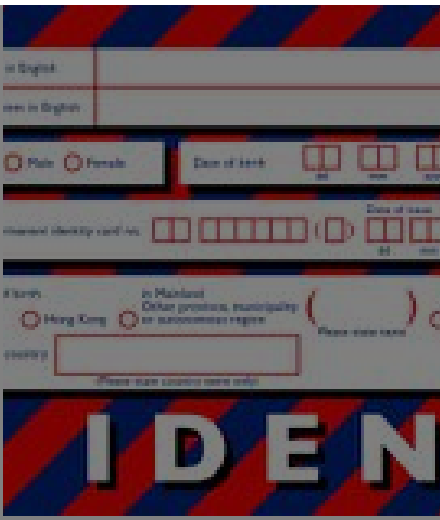 in English
in English
Male Female Date of birth
dd mm
Date of issue
identity card no. ( )
dd mm
birth in Mainland
Other province, municipality
Hong Kong or autonomous region ( )
Please state name
country
(Please state country name only)
IDEN